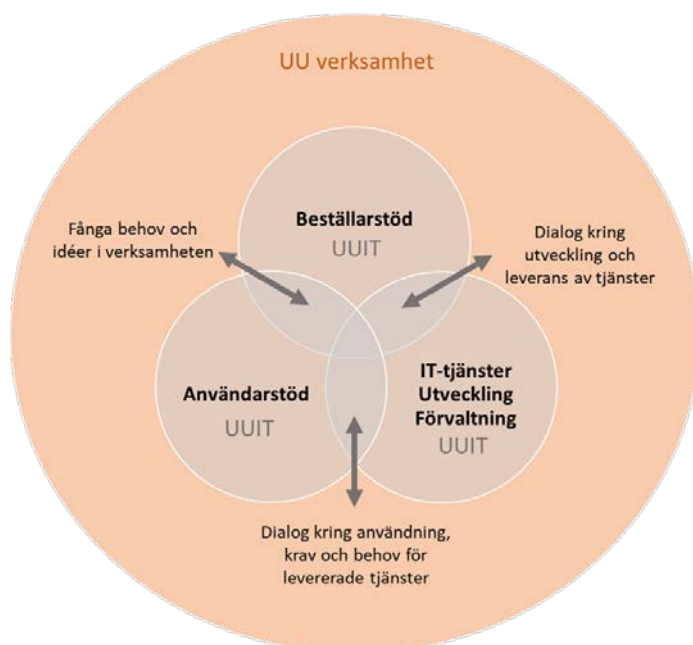 UU verksamhet
Beställarstöd
UUIT
Fånga behov och
idéer i verksamheten
Dialog kring
utveckling och
leverans av tjänster
Användarstöd
UUIT
IT-tjänster
Utveckling
Förvaltning
UUIT
Dialog kring användning,
krav och behov för
levererade tjänster